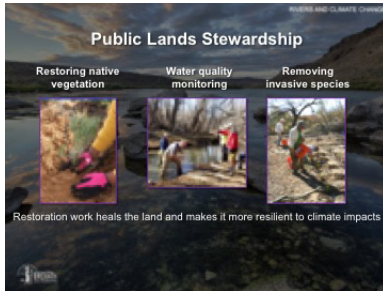 RIVERS AND CLIMATE CHANGE
Public Lands Stewardship
Restoring native
vegetation
Water quality
monitoring
Removing
invasive species
Restoration work heals the land and makes it more resilient to climate impacts